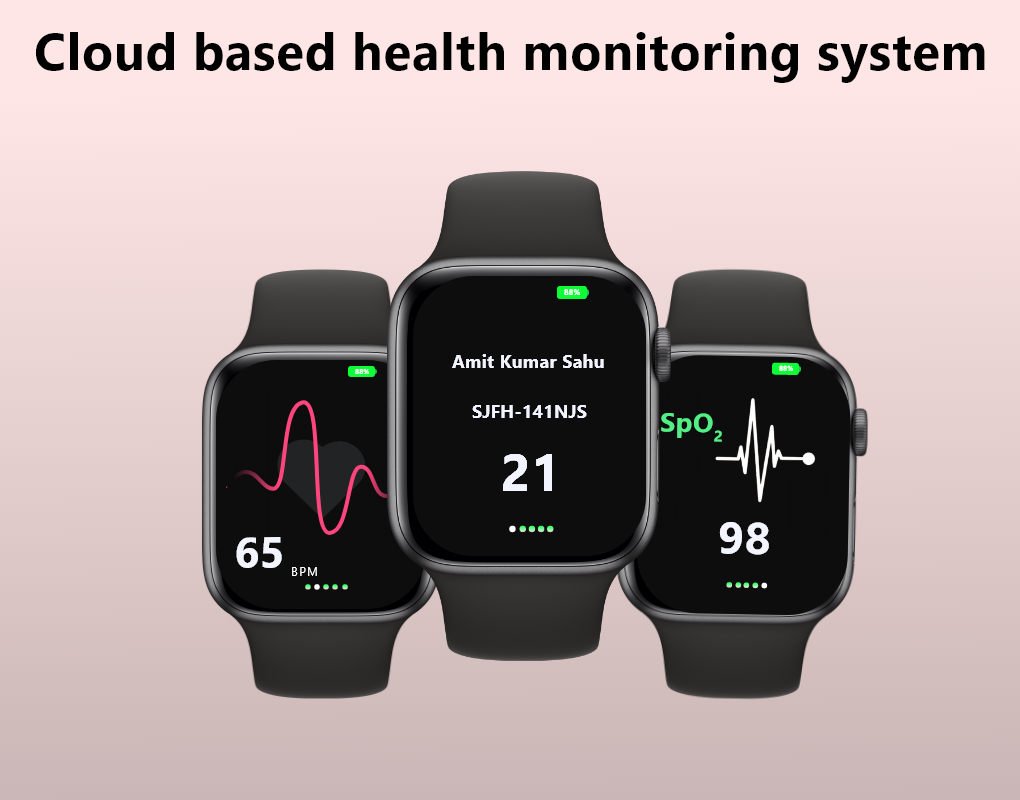 Cloud based health monitoring system
88%
65
BPM
88%
Amit Kumar Sahu
SJFH-141NJS
21
88%
SpO2
98